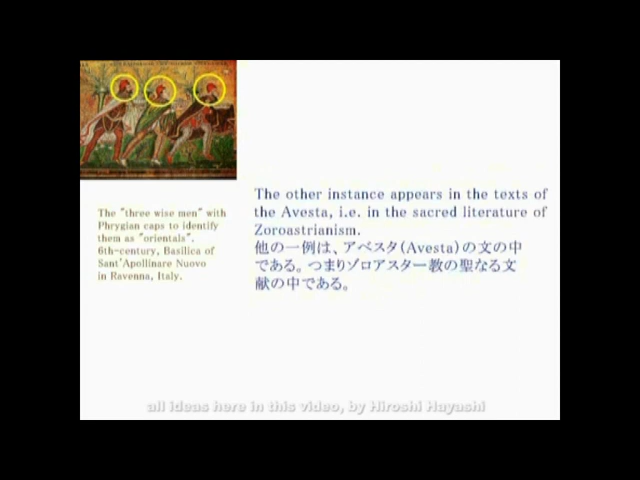 The "three wise men" with
Phrygian caps to identify
them as "orientals".
6th-century, Basilica of
Sant'Apollinare Nuovo
in Ravenna, Italy.
The other instance appears in the texts of
the Avesta, i.e. in the sacred literature of
Zoroastrianism.
他の一例は、アベスタ(Avesta)の文の中
である。つまりゾロアスター教の聖なる文
献の中である。
all ideas here in this video, by Hiroshi Hayashi